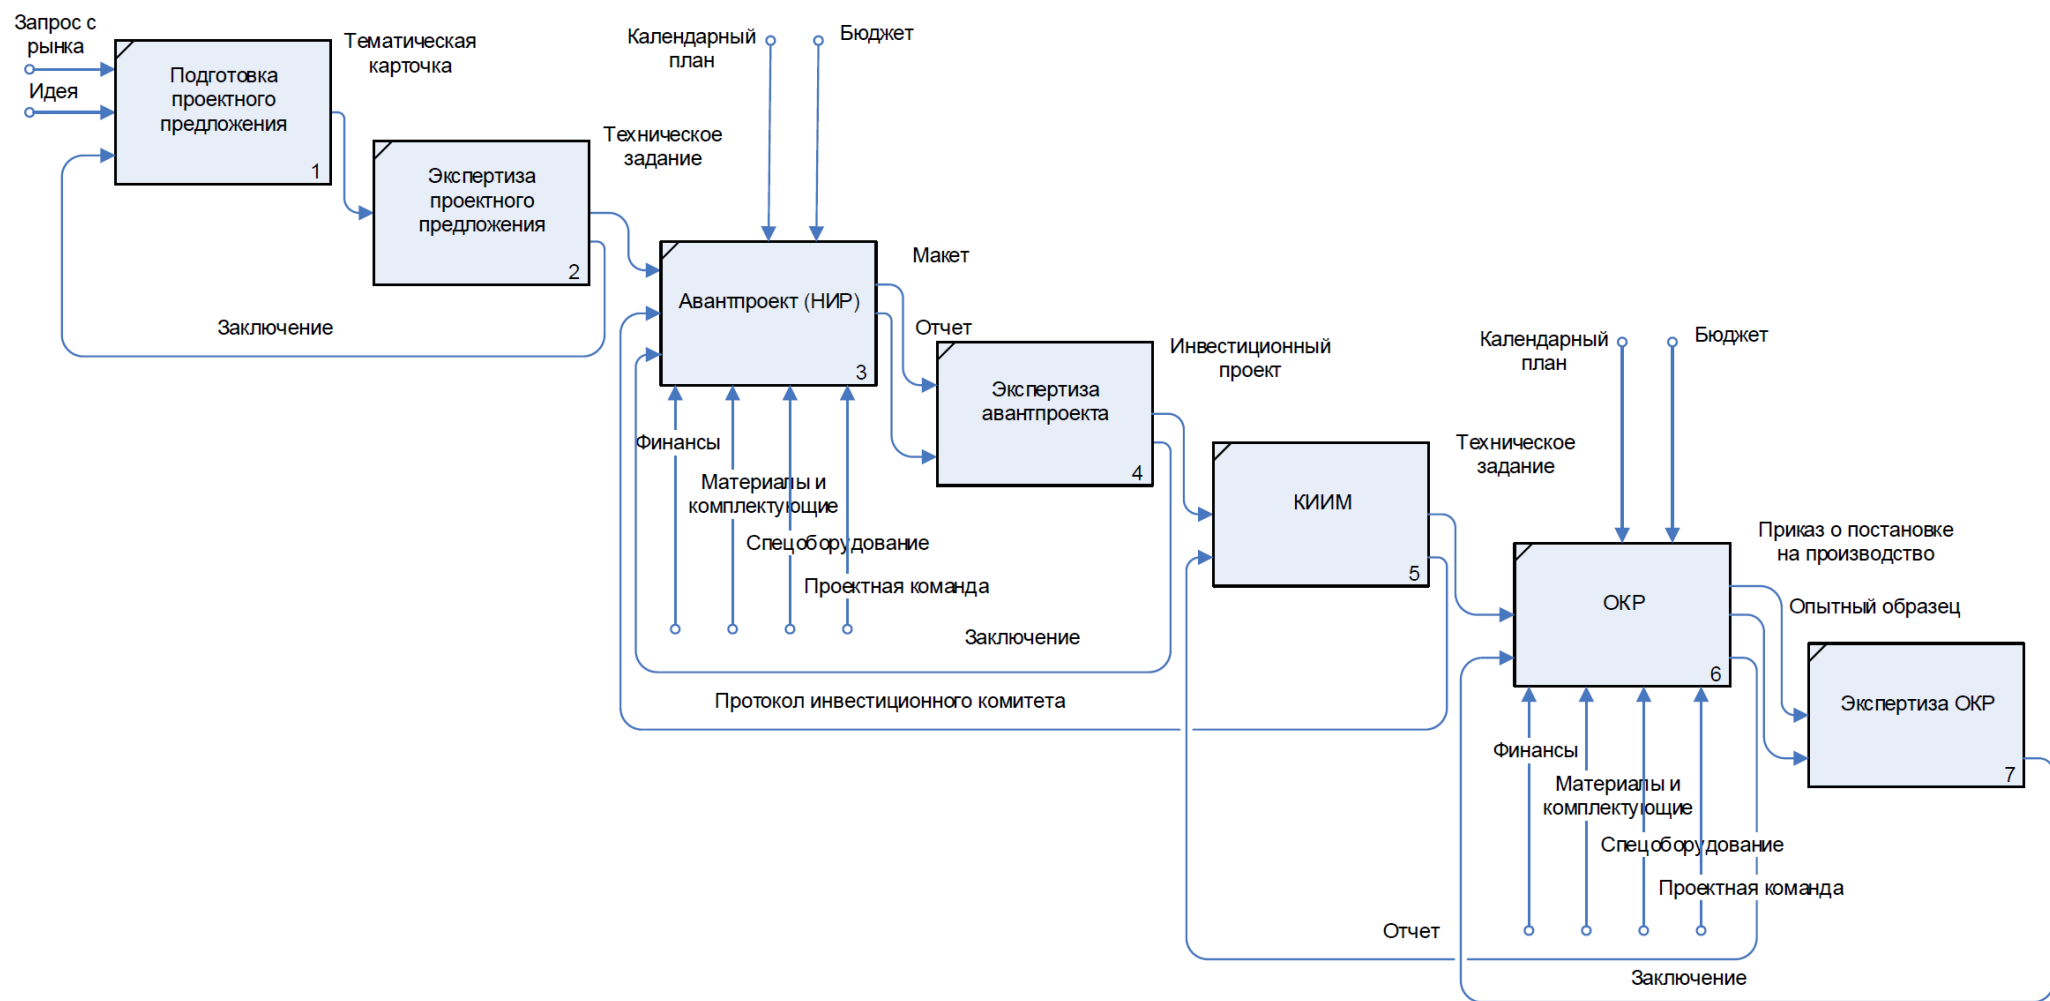 Запрос с
рынка
Идея
Подготовка
проектного
предложения
1
Тематическая
карточка
Экспертиза
проектного
предложения
2
Заключение
Техническое
задание
Календарный
план
Бюджет
Авантпроект (НИР)
3
Макет
Отчет
Финансы
Материалы и
комплектующие
Спецоборудование
Проектная команда
Заключение
Протокол инвестиционного комитета
Экспертиза
авантпроекта
4
Инвестиционный
проект
КИИМ
5
Техническое
задание
Календарный
план
Бюджет
ОКР
6
Приказ о постановке
на производство
Опытный образец
Экспертиза ОКР
7
Финансы
Материалы и
комплектующие
Спецоборудование
Проектная команда
Отчет
Заключение